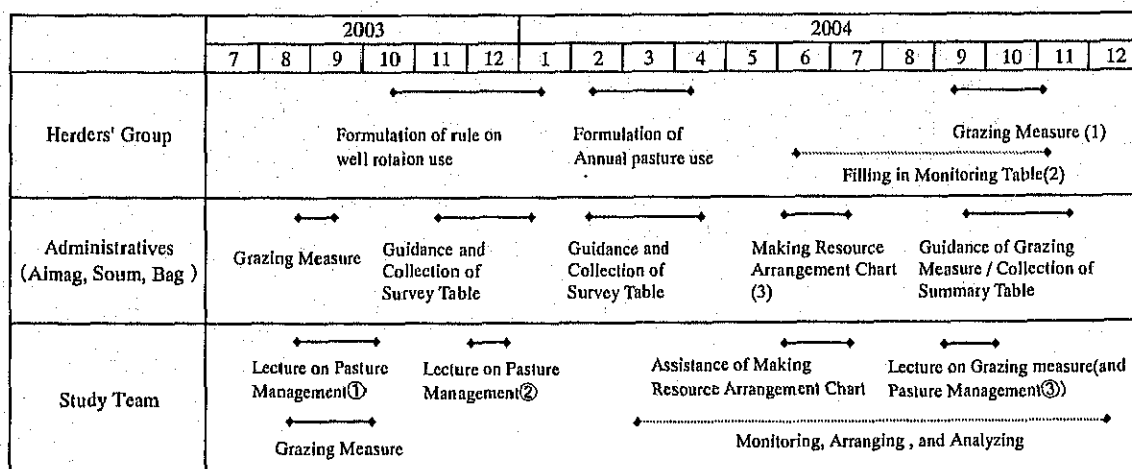 2003 2004
7 8 9 10 11 12 1 2 3 4 5 6 7 8 9 10 11 12
Herders' Group
Formulation of rule on
well rotaion use
Formulation of
Annual pasture use
Grazing Measure (1)
Filling in Monitoring Table(2)
Administratives
(Aimag, Soum, Bag )
Grazing Measure
Guidance and
Collection of
Survey Table
Guidance and
Collection of
Survey Table
Making Resource
Arrangement Chart
(3)
Guidance of Grazing
Measure / Collection of
Summary Table
Study Team
Lecture on Pasture
Management①
Lecture on Pasture
Management②
Assistance of Making
Resource Arrangement Chart
Lecture on Grazing measure(and
Pasture Management③))
Grazing Measure
Monitoring, Arranging , and Analyzing